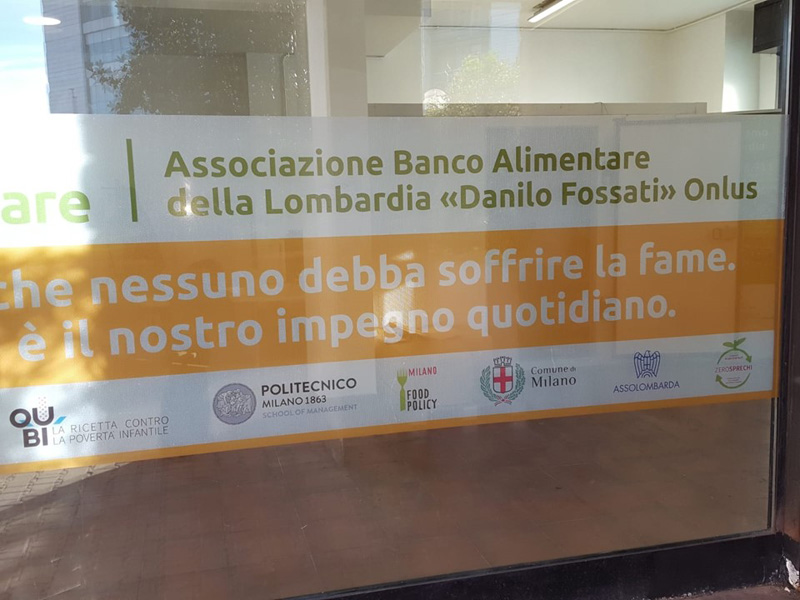 are
Associazione Banco Alimentare
della Lombardia «Danilo Fossati» Onlus
che nessuno debba soffrire la fame.
è il nostro impegno quotidiano.
QU
BÌ
LA RICETTA CONTRO
LA POVERTÀ INFANTILE
POLITECNICO
MILANO 1863
SCHOOL OF MANAGEMENT
MILANO
FOOD
POLICY
Comune di
Milano
ASSOLOMBARDA
ZEROSPRECHI